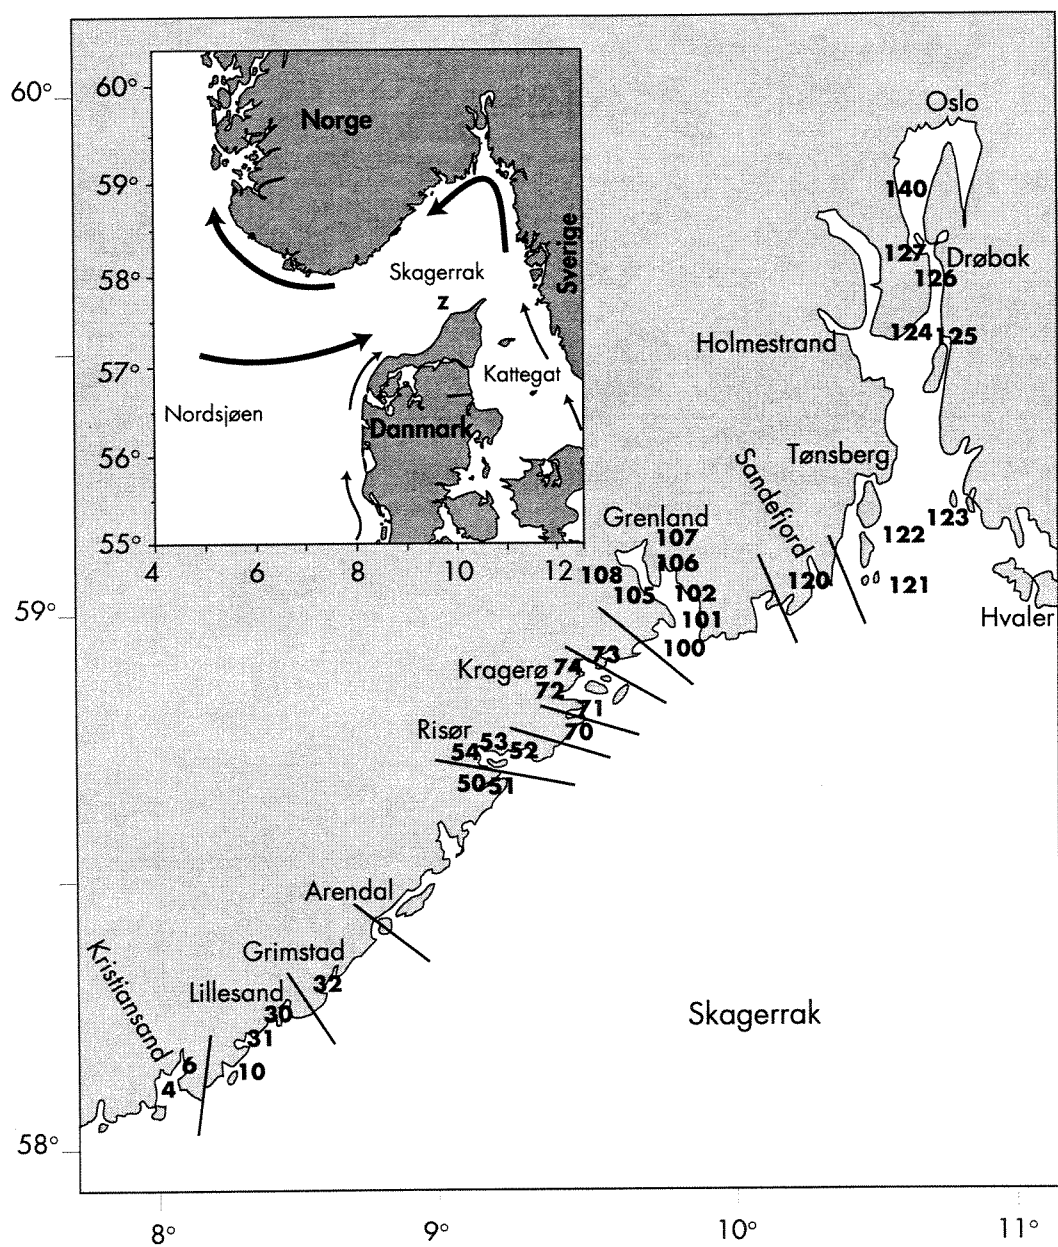 60°
60°
Norge
Oslo
59°
140
Sverige
58°
Skagerrak
z
127
Drøbak
126
124
125
Holmestrand
57°
Kattegat
Nordsjøen
Danmark
56°
Tønsberg
Sandefjord
55°
4
6
8
10
12
Grenland
107
106
108
105
102
101
100
123
122
120
121
59°
Hvaler
73
Kragerø
74
72
71
70
Risør
53
54
52
50
51
Arendal
Grimstad
32
Lillesand
30
31
Kristiansand
6
10
4
Skagerrak
58°
8°
9°
10°
11°